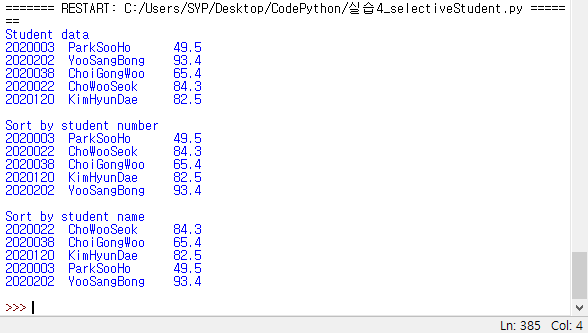 ======= RESTART: C:/Users/SYP/Desktop/CodePython/실습4_selectiveStudent.py =====
==
Student data
2020003  ParkSooHo     49.5
2020202  YooSangBong   93.4
2020038  ChoiGongWoo   65.4
2020022  ChoWooSeok    84.3
2020120  KimHyunDae    82.5
Sort by student number
2020003  ParkSooHo     49.5
2020022  ChoWooSeok    84.3
2020038  ChoiGongWoo   65.4
2020120  KimHyunDae    82.5
2020202  YooSangBong   93.4
Sort by student name
2020022  ChoWooSeok    84.3
2020038  ChoiGongWoo   65.4
2020120  KimHyunDae    82.5
2020003  ParkSooHo     49.5
2020202  YooSangBong   93.4
>>>
Ln: 385  Col: 4